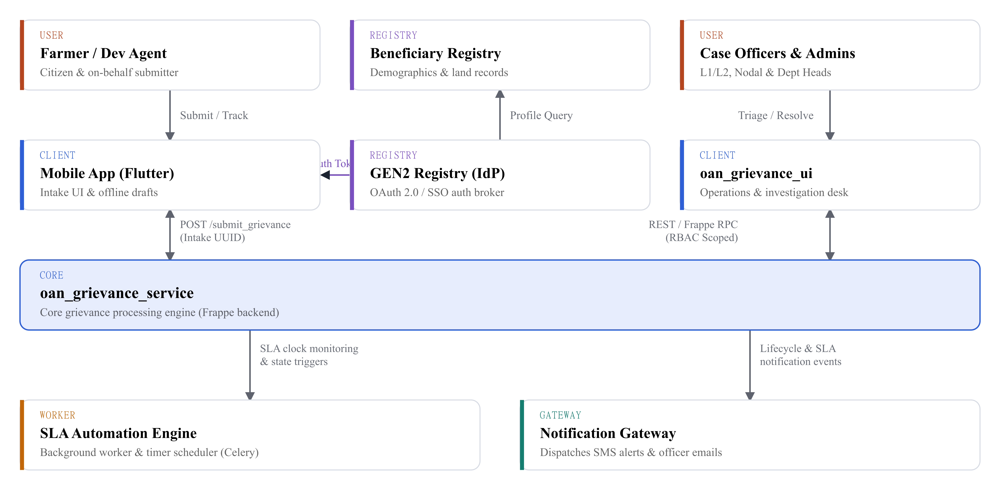 USER
Farmer / Dev Agent
Citizen & on-behalf submitter
REGISTRY
Beneficiary Registry
Demographics & land records
USER
Case Officers & Admins
L1/L2, Nodal & Dept Heads
Submit / Track
Profile Query
Triage / Resolve
CLIENT
Mobile App (Flutter)
Intake UI & offline drafts
REGISTRY
GEN2 Registry (IdP)
OAuth 2.0 / SSO auth broker
CLIENT
oan_grievance_ui
Operations & investigation desk
POST /submit_grievance
(Intake UUID)
REST / Frappe RPC
(RBAC Scoped)
CORE
oan_grievance_service
Core grievance processing engine (Frappe backend)
SLA clock monitoring
& state triggers
Lifecycle & SLA
notification events
WORKER
SLA Automation Engine
Background worker & timer scheduler (Celery)
GATEWAY
Notification Gateway
Dispatches SMS alerts & officer emails